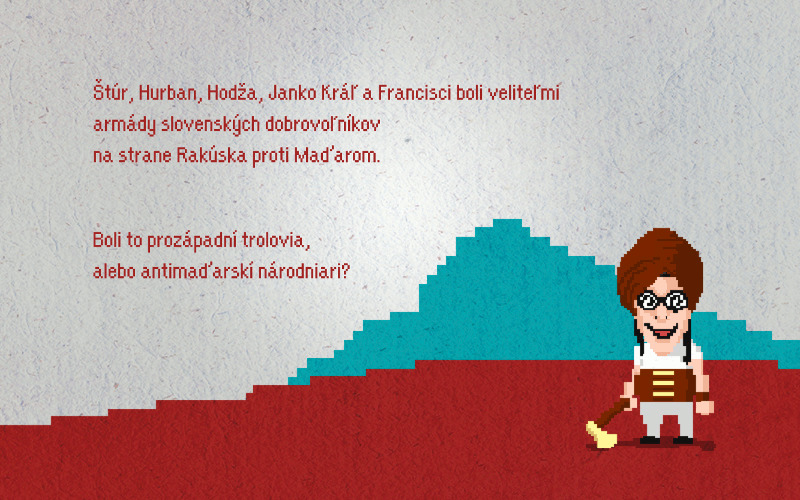 Štúr, Hurban, Hodža, Janko Kráľ a Francisci boli veliteľmi
armády slovenských dobrovoľníkov
na strane Rakúska proti Maďarom.
Boli to prozápadní trolovia,
alebo antimaďarskí národniari?